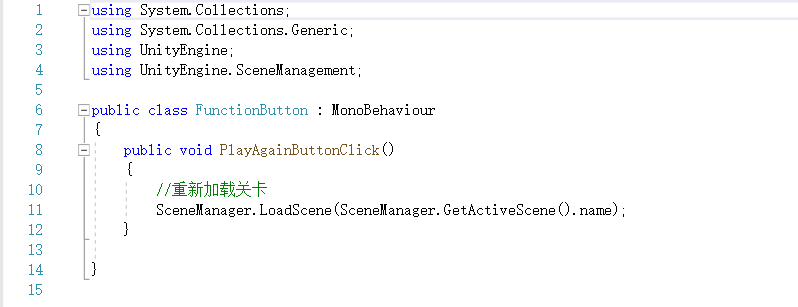 1 using System.Collections;
2 using System.Collections.Generic;
3 using UnityEngine;
4 using UnityEngine.SceneManagement;
5
6 public class FunctionButton : MonoBehaviour
7 {
8     public void PlayAgainButtonClick()
9     {
10         //重新加载关卡
11         SceneManager.LoadScene(SceneManager.GetActiveScene().name);
12     }
13
14 }
15